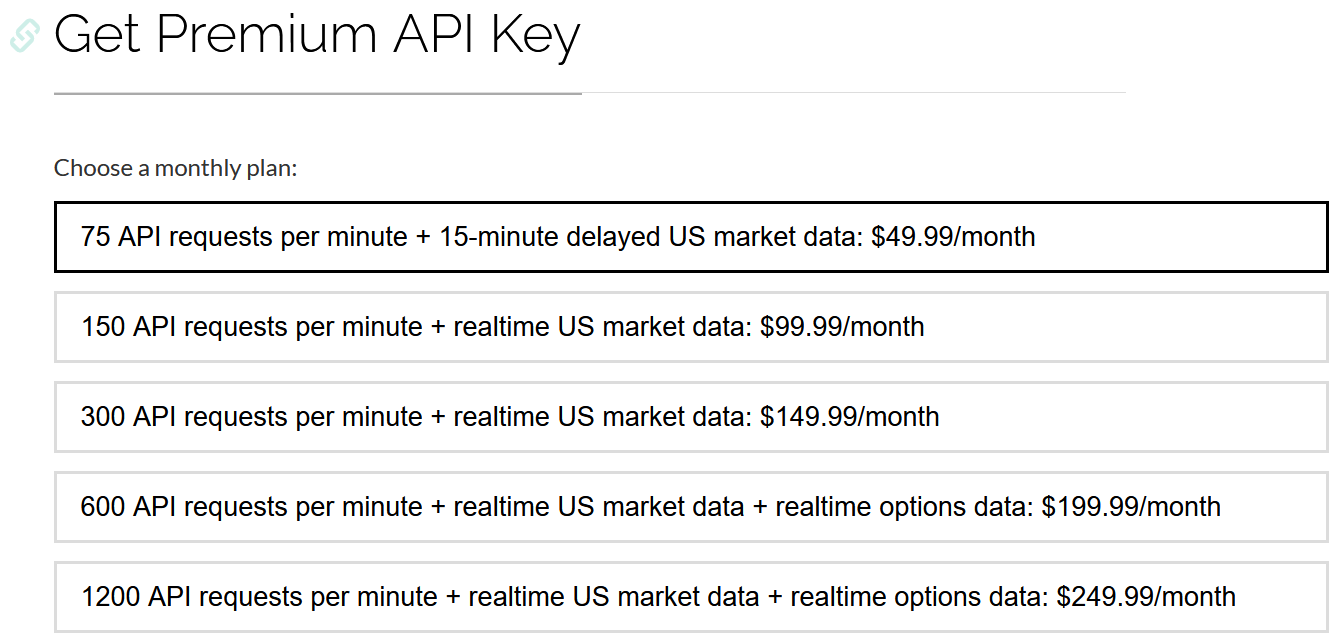 Get Premium API Key
Choose a monthly plan:
75 API requests per minute + 15-minute delayed US market data: $49.99/month
150 API requests per minute + realtime US market data: $99.99/month
300 API requests per minute + realtime US market data: $149.99/month
600 API requests per minute + realtime US market data + realtime options data: $199.99/month
1200 API requests per minute + realtime US market data + realtime options data: $249.99/month